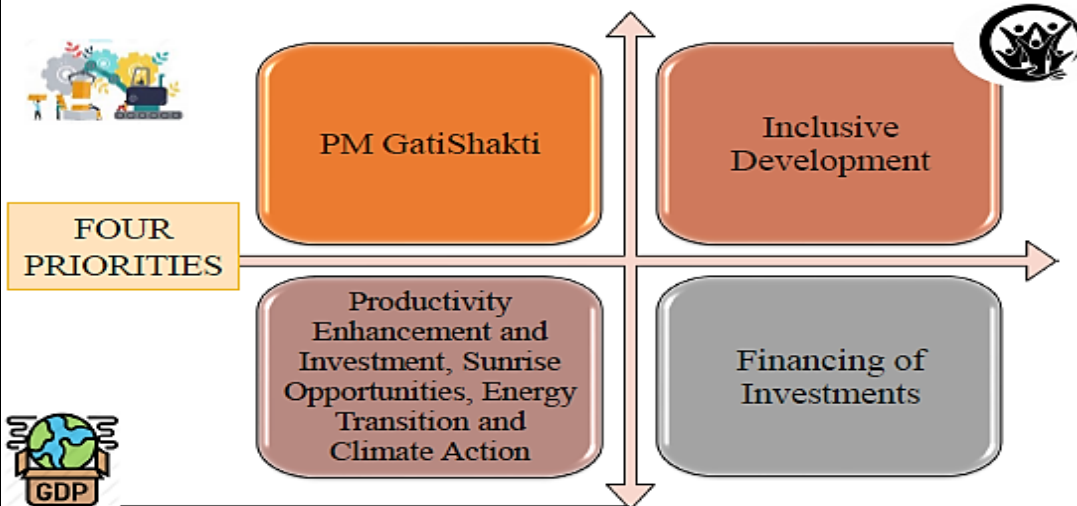 PM GatiShakti
Inclusive
Development
FOUR
PRIORITIES
Productivity
Enhancement and
Investment, Sunrise
Opportunities, Energy
Transition and
Climate Action
Financing of
Investments
GDP